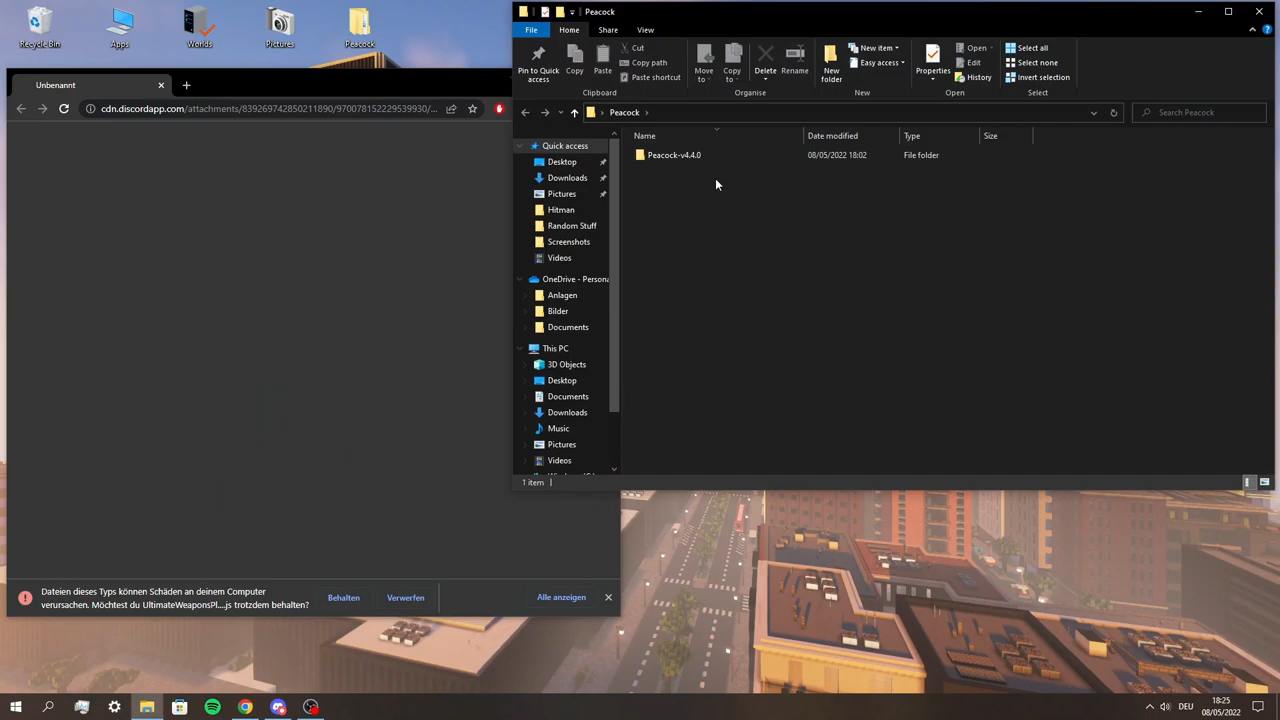 Recycle Bin
Apps
Worlds
Pictures
Peacock
Unbenannt
cdn.discordapp.com/attachments/839269742850211890/970078152229539930/...
Dateien dieses Typs können Schäden an deinem Computer
verursachen. Möchtest du UltimateWeaponsPl....js trotzdem behalten?
Behalten
Verwerfen
Alle anzeigen
Peacock
File
Home
Share
View
Pin to Quick
access
Copy
Paste
Cut
Copy path
Paste shortcut
Clipboard
Move
to
Copy
to
Delete
Rename
Organise
New
folder
New item
Easy access
New
Properties
Open
Edit
History
Open
Select all
Select none
Invert selection
Select
Peacock
Search Peacock
Name
Date modified
Type
Size
Peacock-v4.4.0
08/05/2022 18:02
File folder
Quick access
Desktop
Downloads
Pictures
Hitman
Random Stuff
Screenshots
Videos
OneDrive - Persona
Anlagen
Bilder
Documents
This PC
3D Objects
Desktop
Documents
Downloads
Music
Pictures
Videos
1 item
DEU
18:25
08/05/2022